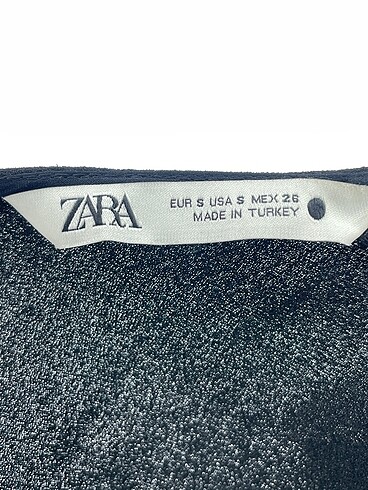 ZARA
EUR S USA S MEX 26
MADE IN TURKEY